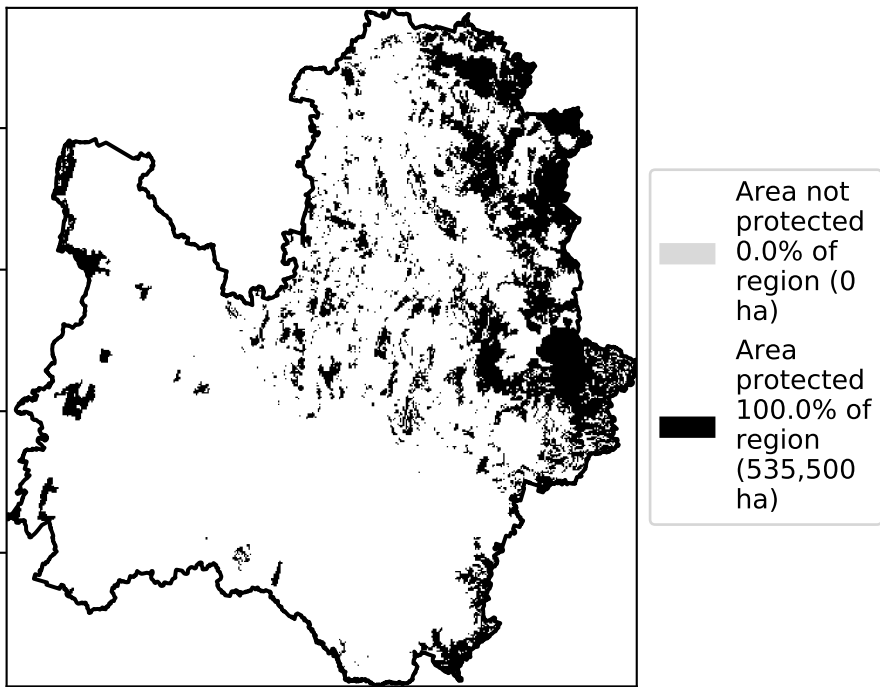 Area not
protected
0.0% of
region (0
ha)
Area
protected
100.0% of
region
(535,500
ha)